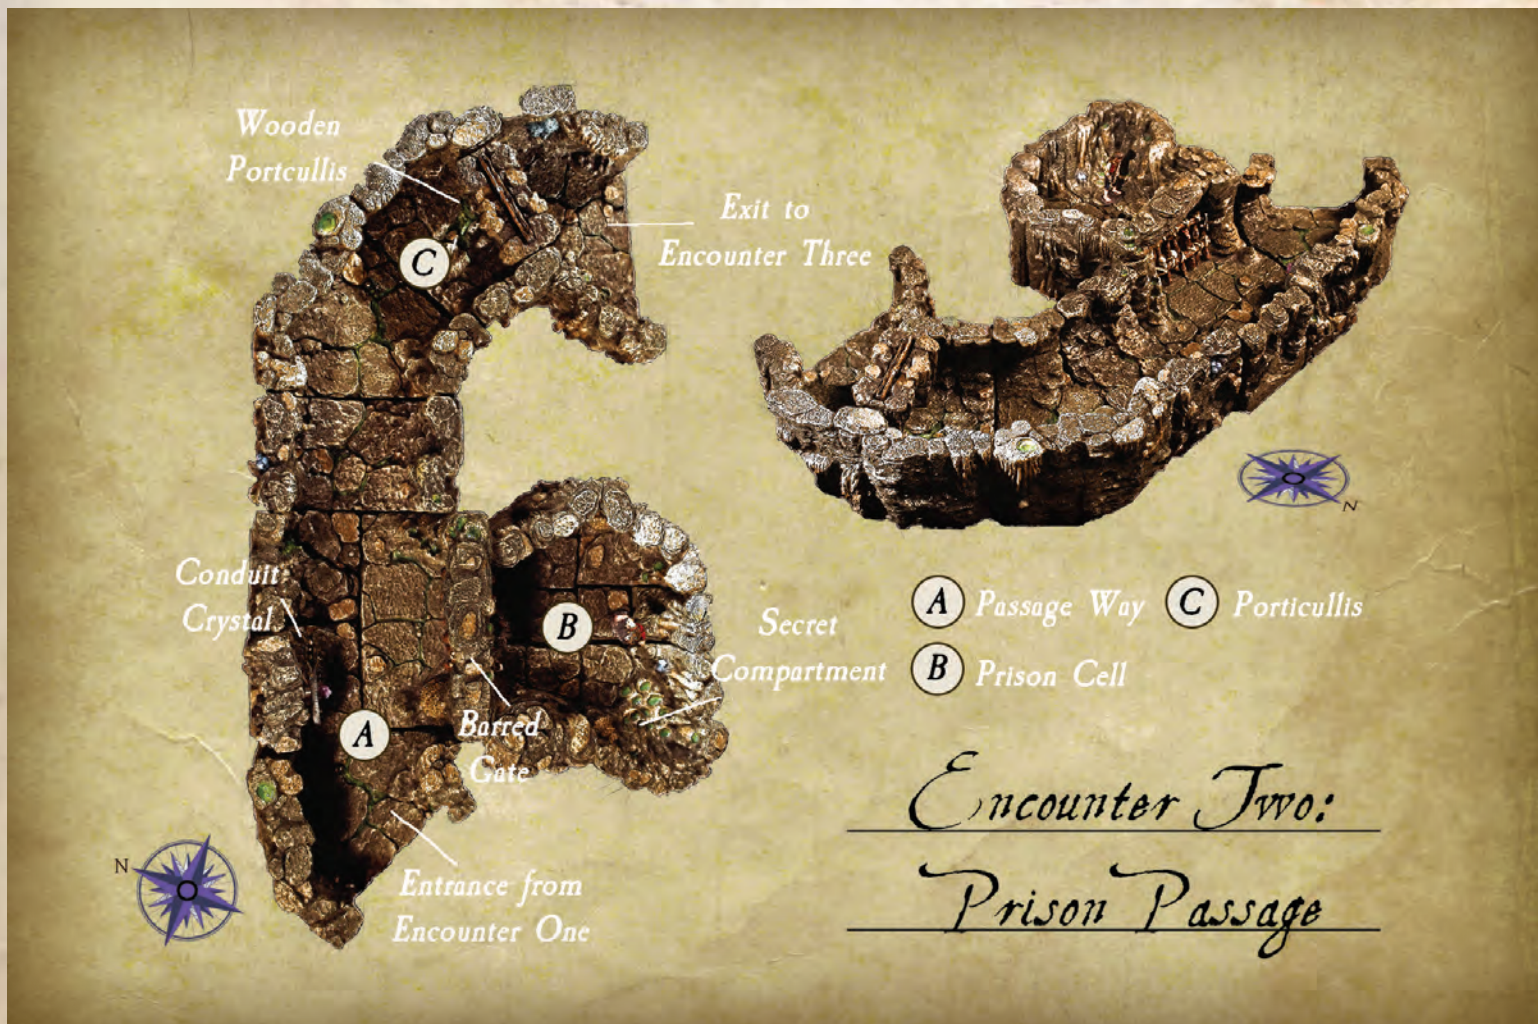 Wooden
Portcullis
Exit to
Encounter Three
C
Conduit
Crystal
B
Secret
Compartment
A
Barred
Gate
Entrance from
Encounter One
N
N
A Passage Way
C Porticullis
B Prison Cell
Encounter Two:
Prison Passage